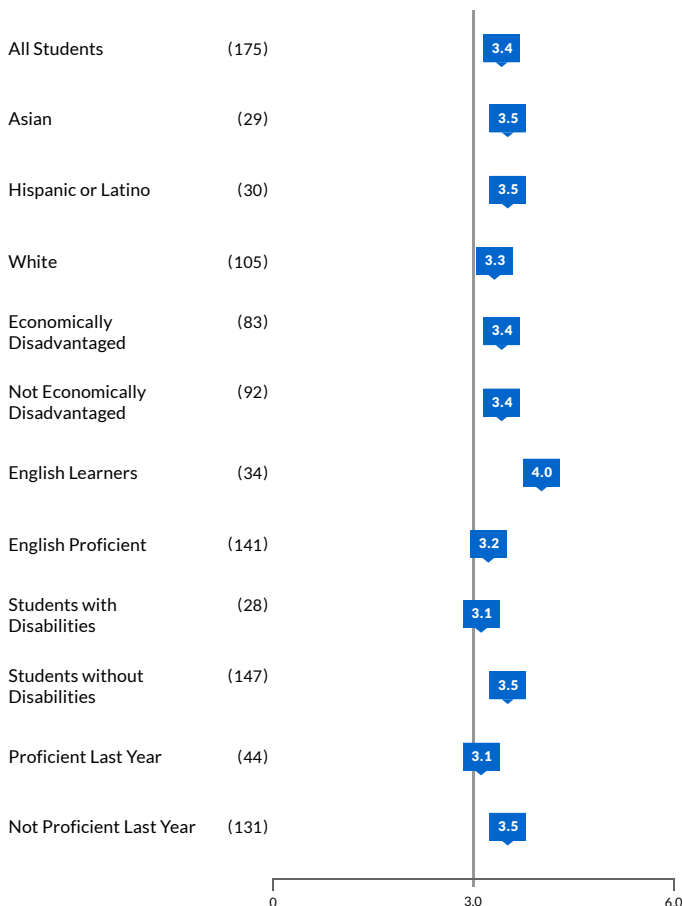 All Students (175) 3.4
Asian (29) 3.5
Hispanic or Latino (30) 3.5
White (105) 3.3
Economically (83)
Disadvantaged 3.4
Not Economically (92)
Disadvantaged 3.4
English Learners (34) 4.0
English Proficient (141) 3.2
Students with (28)
Disabilities 3.1
Students without (147)
Disabilities 3.5
Proficient Last Year (44) 3.1
Not Proficient Last Year (131) 3.5
0 3.0 6.0